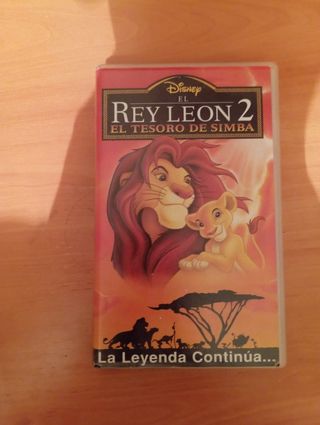 Disney
EL
REY LEON 2
EL TESORO DE SIMBA
La Leyenda Continúa...